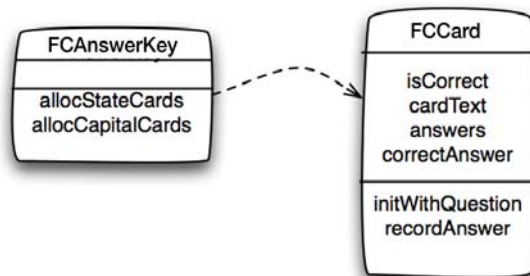 FCAnswerKey
allocStateCards
allocCapitalCards
FCCard
isCorrect
cardText
answers
correctAnswer
initWithQuestion
recordAnswer